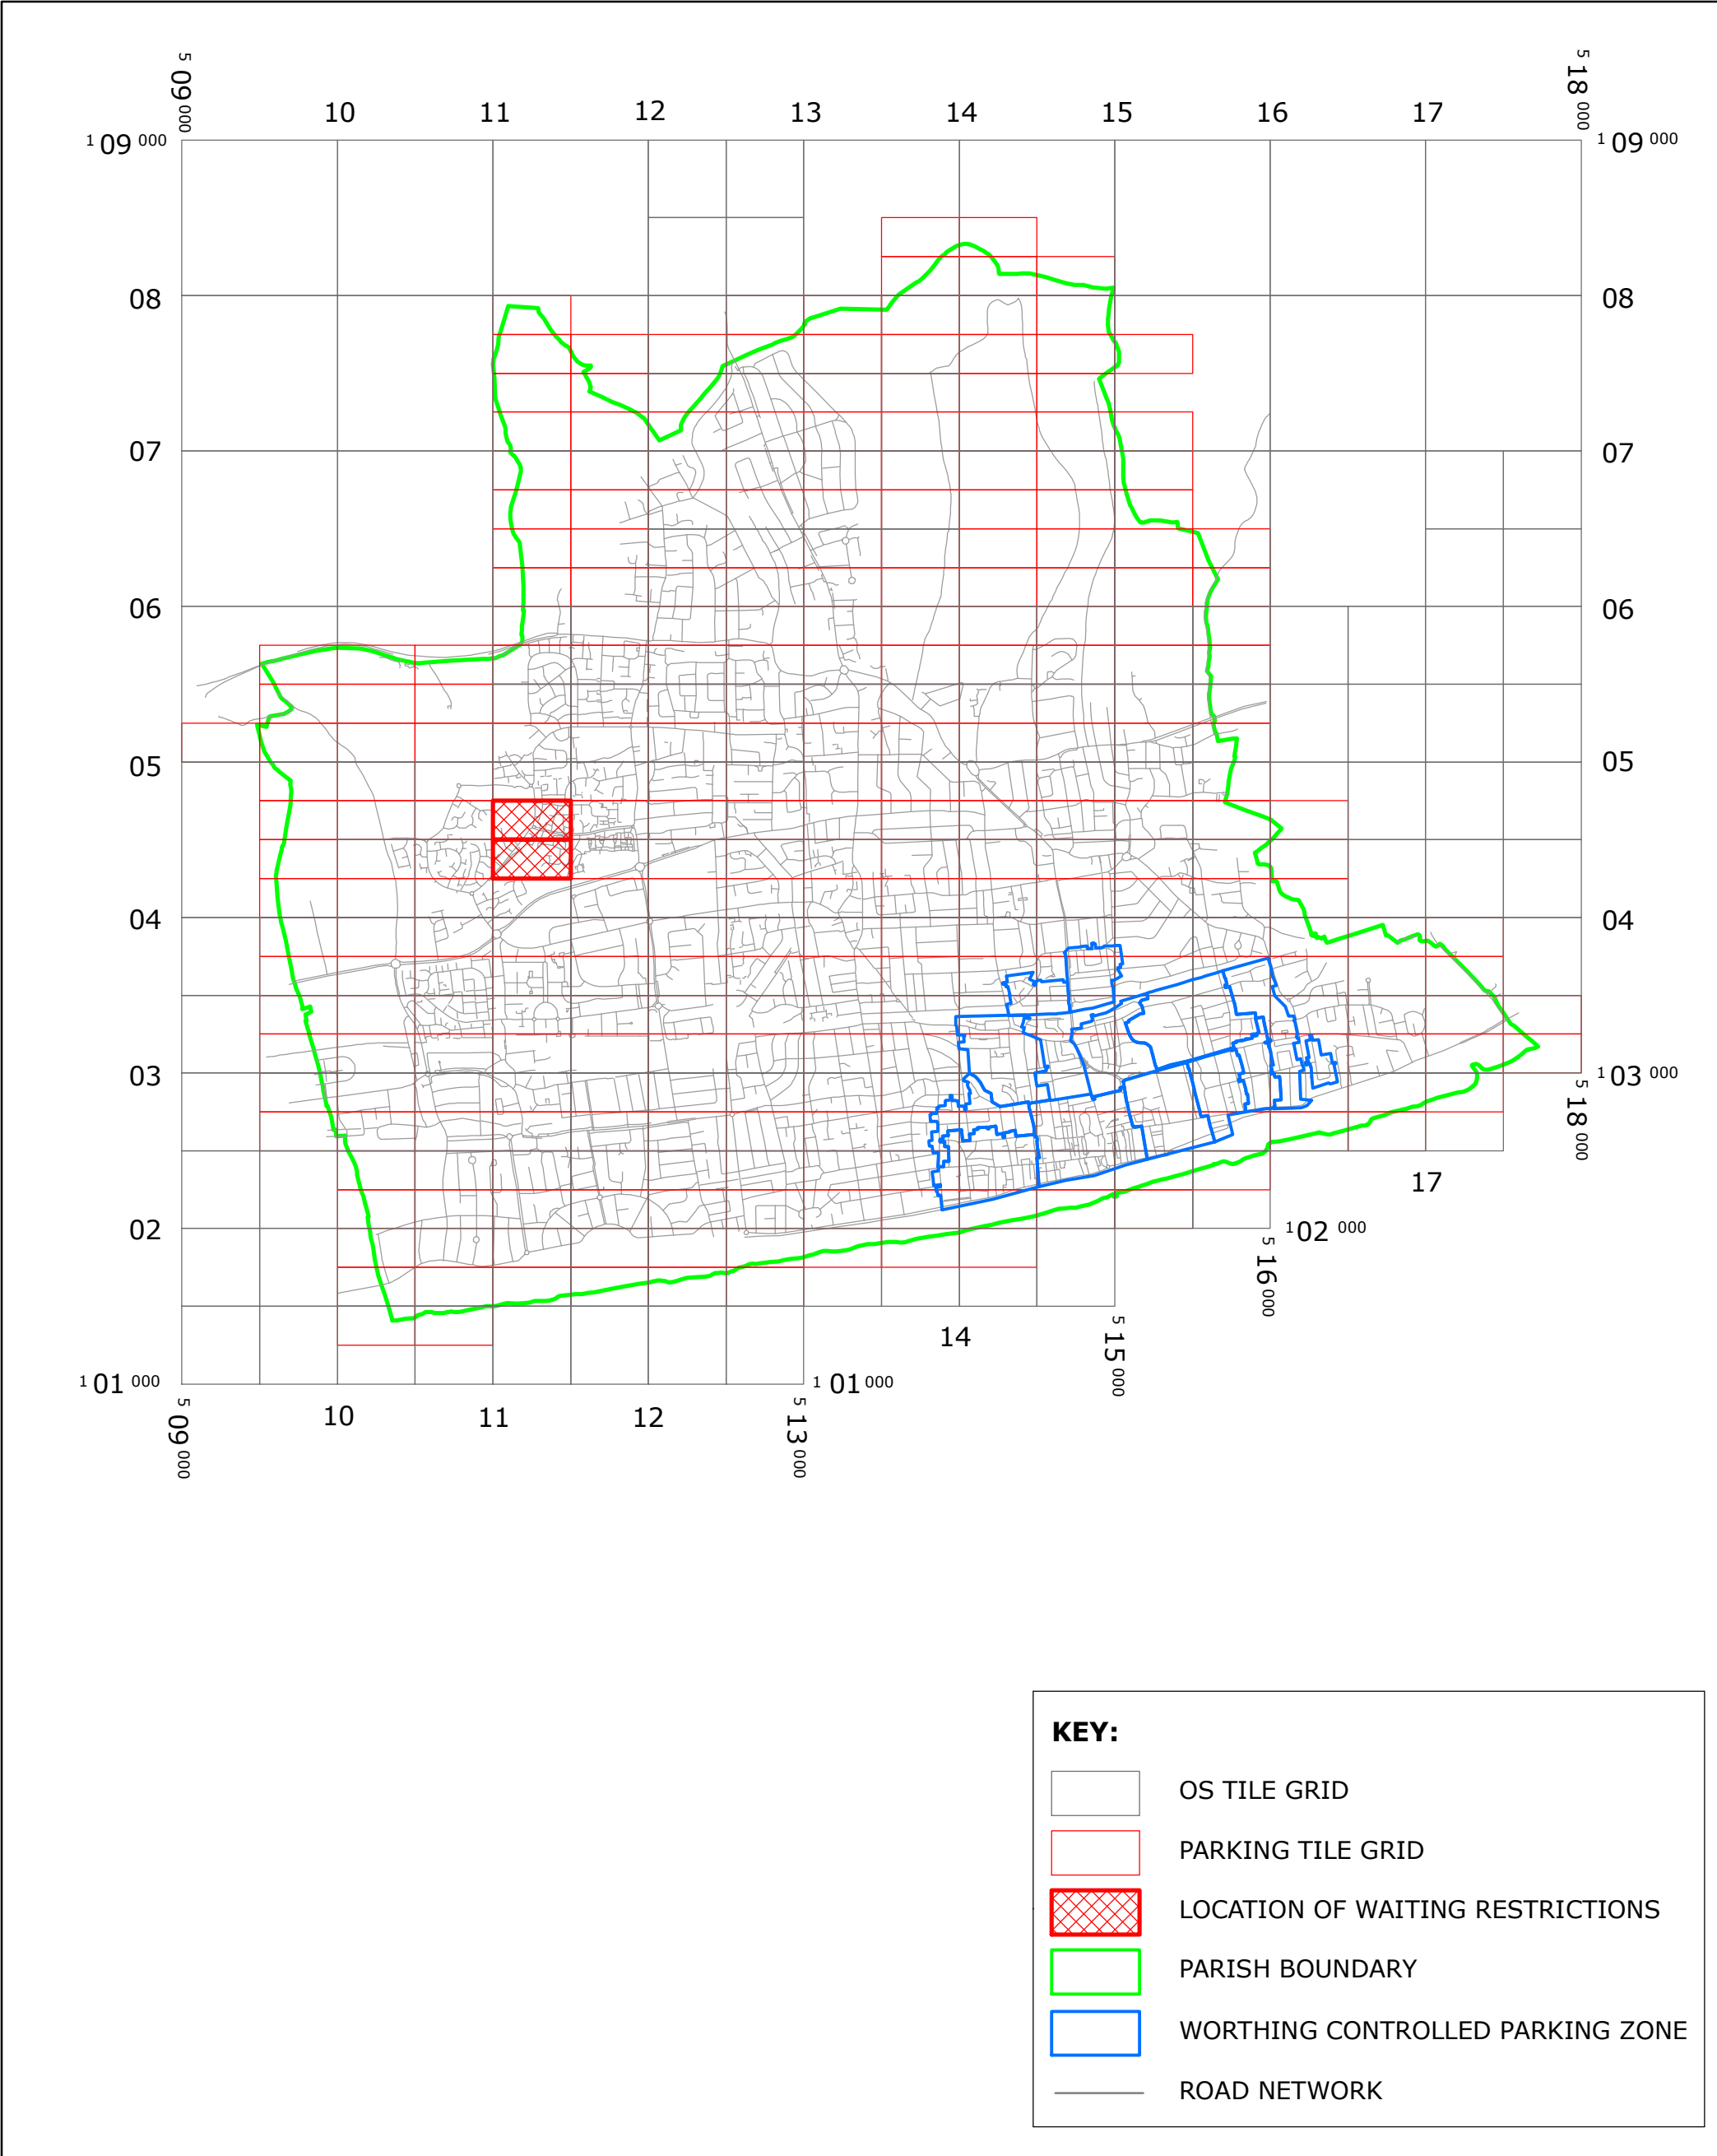 5 09 000
10
11
12
13
14
15
16
17
5 18 000
1 09 000
1 09 000
08
08
07
07
06
06
05
05
04
04
03
1 03 000
5 18 000
17
02
1 02 000
5 16 000
14
5 15 000
1 01 000
1 01 000
5 09 000
10
11
12
5 13 000
KEY:
OS TILE GRID
PARKING TILE GRID
LOCATION OF WAITING RESTRICTIONS
PARISH BOUNDARY
WORTHING CONTROLLED PARKING ZONE
ROAD NETWORK